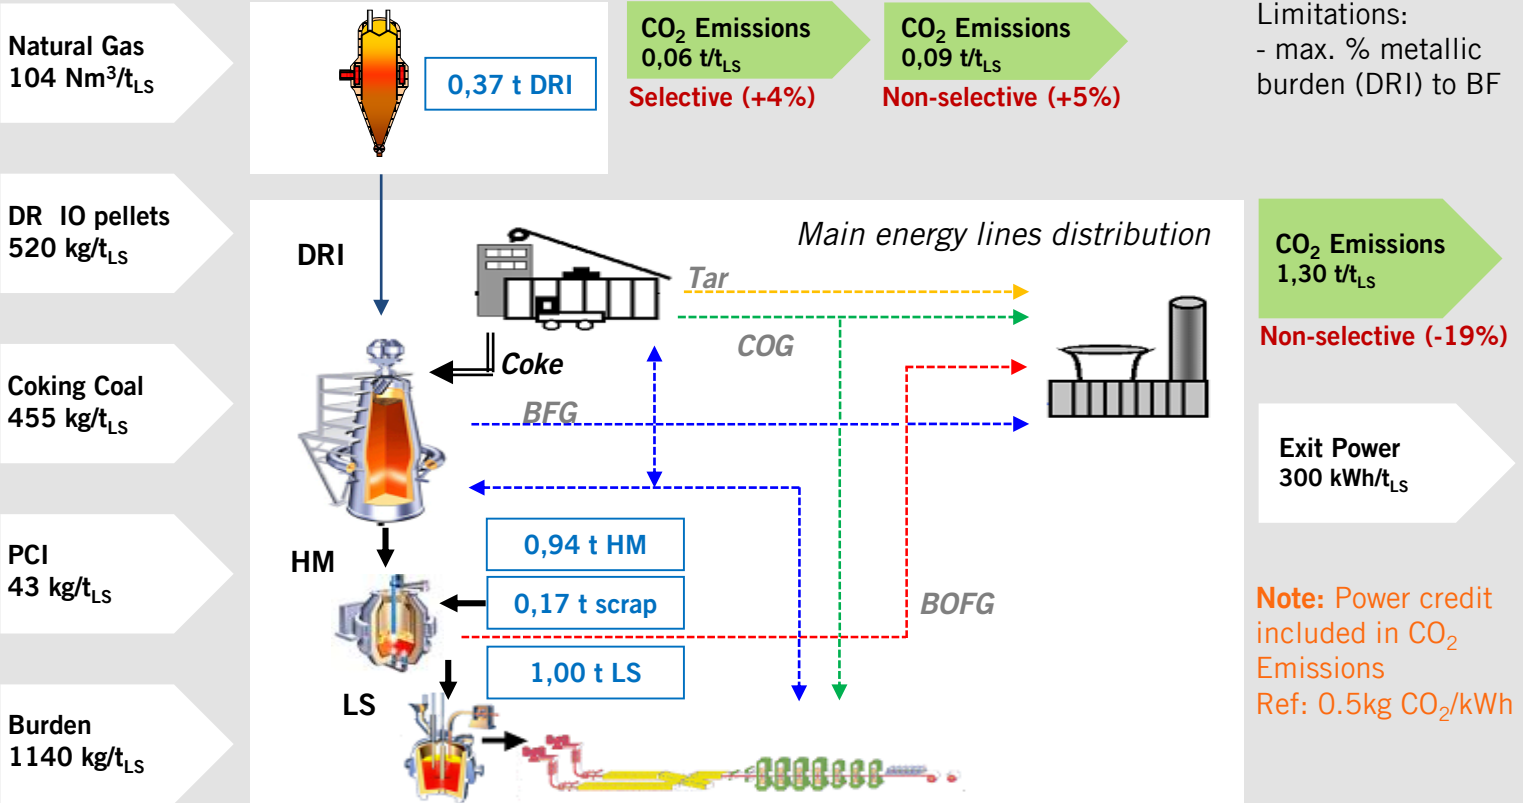 Natural Gas
104 Nm³/tLS
DR IO pellets
520 kg/tLS
Coking Coal
455 kg/tLS
PCI
43 kg/tLS
Burden
1140 kg/tLS
0,37 t DRI
CO₂ Emissions
0,06 t/tLS
Selective (+4%)
CO₂ Emissions
0,09 t/tLS
Non-selective (+5%)
Limitations:
- max. % metallic
burden (DRI) to BF
DRI
Main energy lines distribution
Tar
COG
Coke
BFG
HM
0,94 t HM
0,17 t scrap
BOFG
1,00 t LS
LS
CO₂ Emissions
1,30 t/tLS
Non-selective (-19%)
Exit Power
300 kWh/tLS
Note: Power credit
included in CO₂
Emissions
Ref: 0.5kg CO₂/kWh